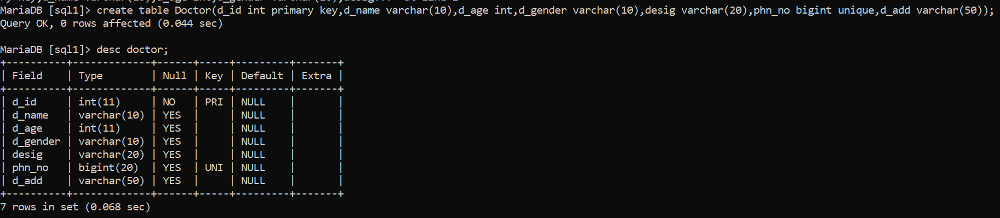 MariaDB [sql1]> create table Doctor(d_id int primary key,d_name varchar(10),d_age int,d_gender varchar(10),desig varchar(20),phn_no bigint unique,d_add varchar(50));
Query OK, 0 rows affected (0.044 sec)

MariaDB [sql1]> desc doctor;
+----------+-------------+------+-----+---------+-------+
| Field    | Type        | Null | Key | Default | Extra |
+----------+-------------+------+-----+---------+-------+
| d_id     | int(11)     | NO   | PRI | NULL    |       |
| d_name   | varchar(10) | YES  |     | NULL    |       |
| d_age    | int(11)     | YES  |     | NULL    |       |
| d_gender | varchar(10) | YES  |     | NULL    |       |
| desig    | varchar(20) | YES  |     | NULL    |       |
| phn_no   | bigint(20)  | YES  | UNI | NULL    |       |
| d_add    | varchar(50) | YES  |     | NULL    |       |
+----------+-------------+------+-----+---------+-------+
7 rows in set (0.068 sec)